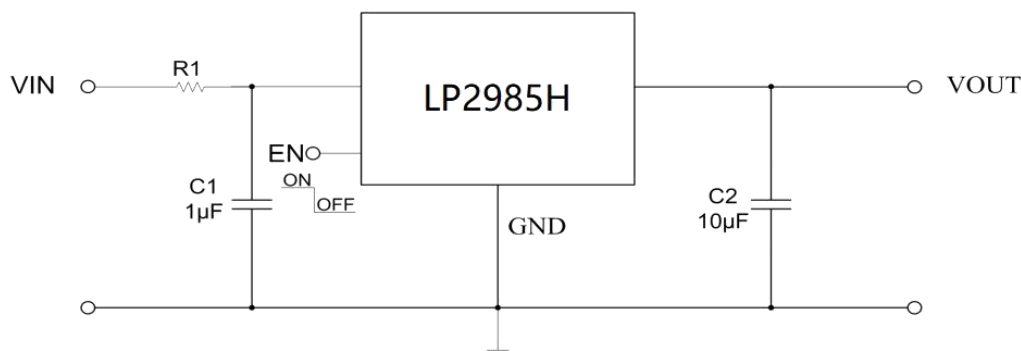 R1
VIN
LP2985H
VOUT
EN
ON
OFF
C1
1µF
GND
C2
10µF